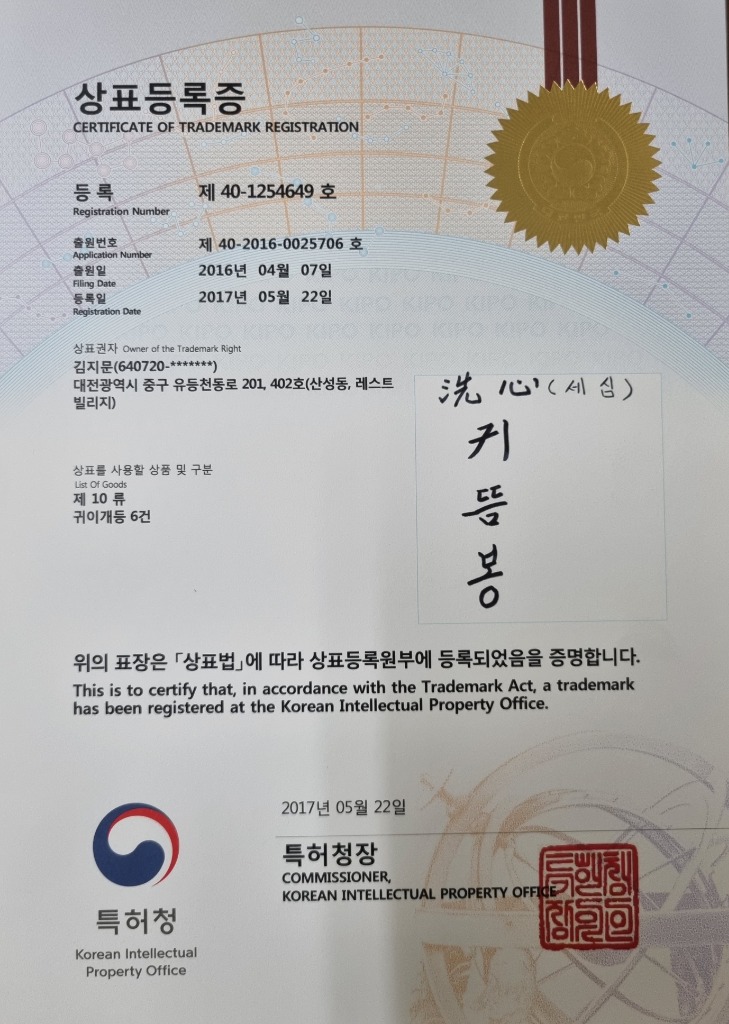 상표등록증
CERTIFICATE OF TRADEMARK REGISTRATION
등록 제 40-1254649 호
Registration Number
출원번호 제 40-2016-0025706 호
Application Number
출원일 2016년 04월 07일
Filing Date
등록일 2017년 05월 22일
Registration Date
상표권자 Owner of the Trademark Right
김지문(640720-*******)
대전광역시 중구 유등천동로 201, 402호(산성동, 레스트
빌리지)
洗心(세심)
귀
뜸
봉
상표를 사용할 상품 및 구분
List Of Goods
제 10 류
귀이개등 6건
위의 표장은 「상표법」에 따라 상표등록원부에 등록되었음을 증명합니다.
This is to certify that, in accordance with the Trademark Act, a trademark
has been registered at the Korean Intellectual Property Office.
2017년 05월 22일
특허청장
COMMISSIONER,
KOREAN INTELLECTUAL PROPERTY OFFICE
특허청
Korean Intellectual
Property Office